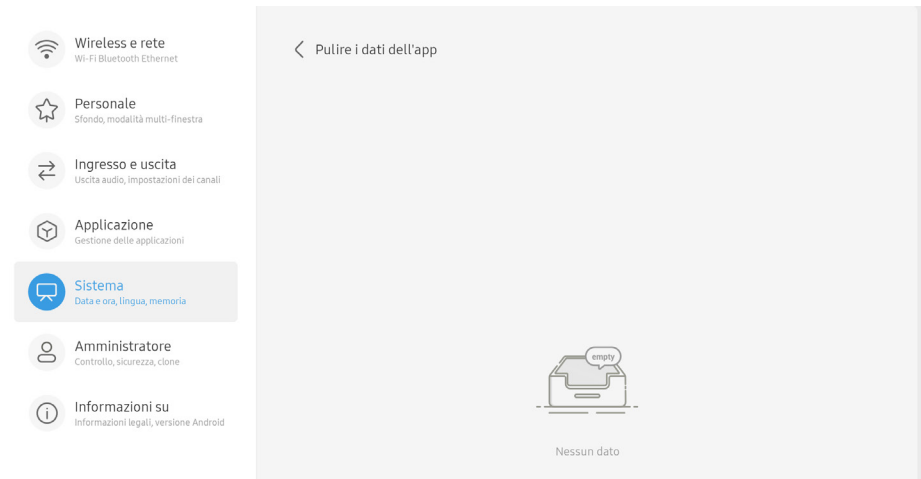 Wireless e rete
Wi-Fi Bluetooth Ethernet
Personale
Sfondo, modalità multi-finestra
Ingresso e uscita
Uscita audio, impostazioni dei canali
Applicazione
Gestione delle applicazioni
Sistema
Data e ora, lingua, memoria
Amministratore
Controllo, sicurezza, clone
Informazioni su
Informazioni legali, versione Android
Pulire i dati dell'app
empty
Nessun dato